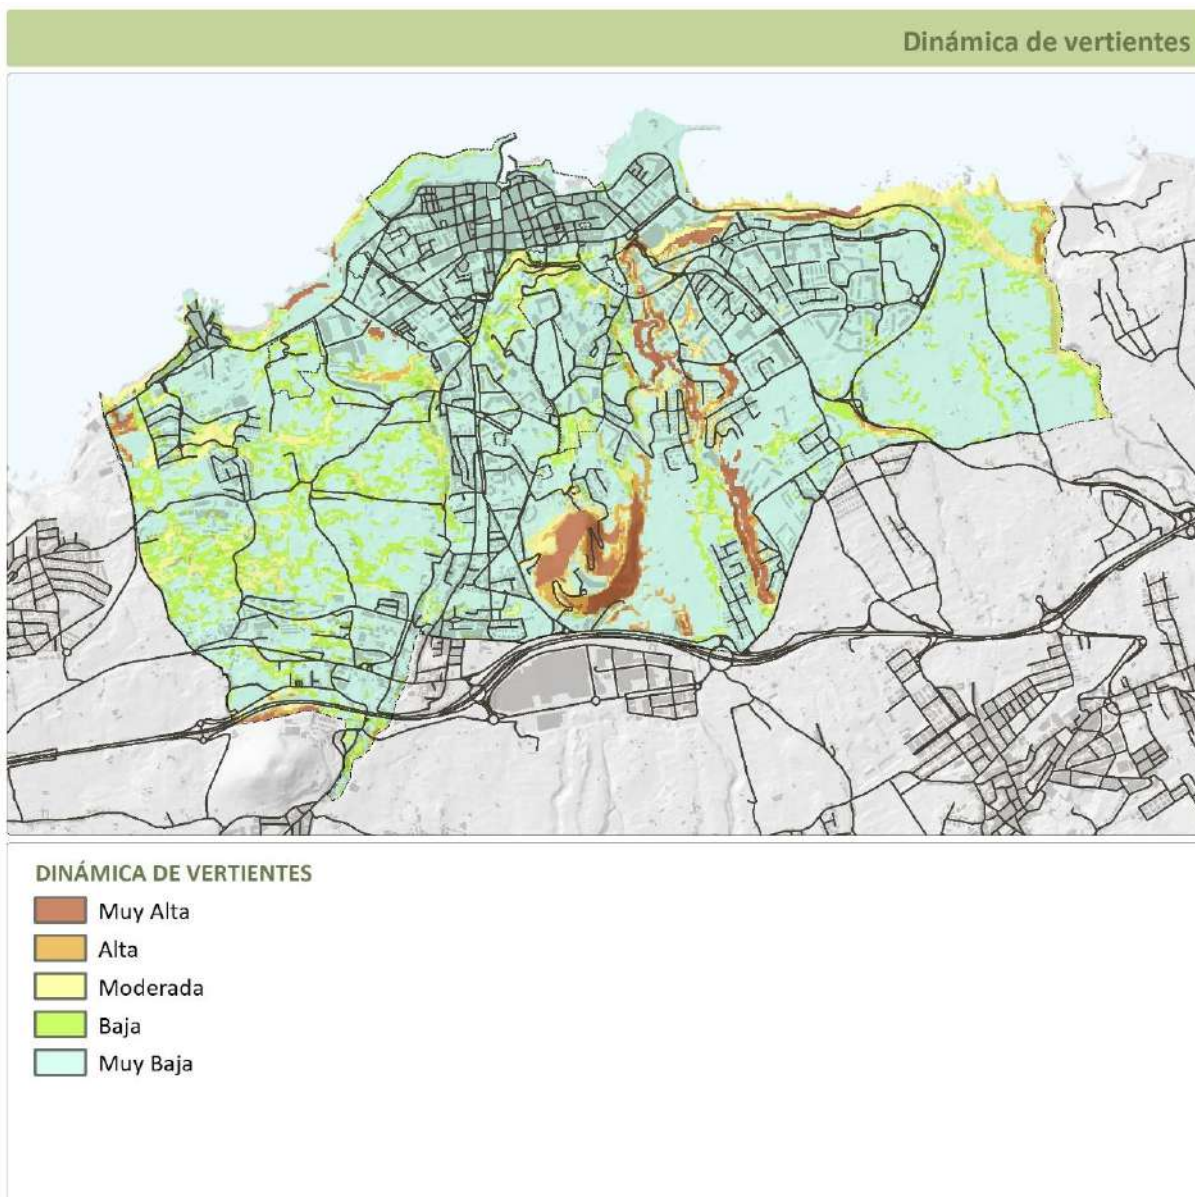 Dinámica de vertientes
DINÁMICA DE VERTIENTES
Muy Alta
Alta
Moderada
Baja
Muy Baja